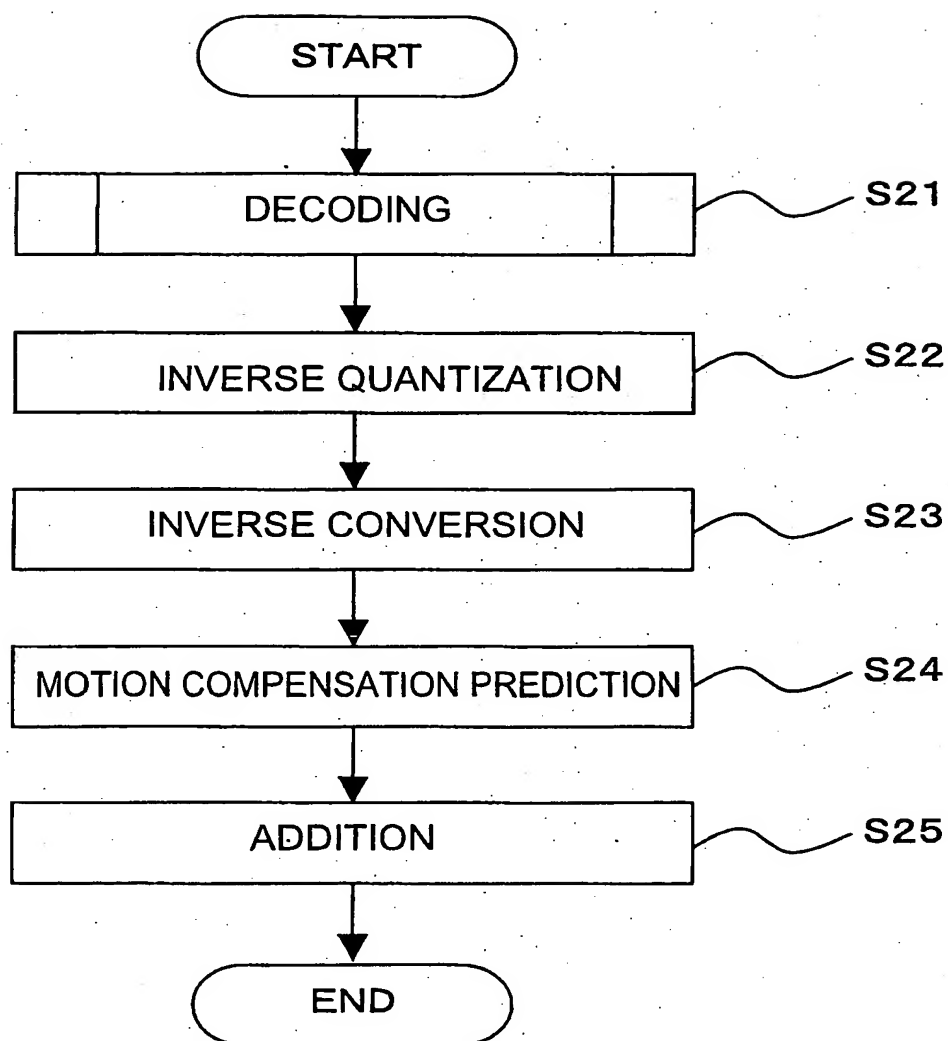 START
DECODING
S21
INVERSE QUANTIZATION
S22
INVERSE CONVERSION
S23
MOTION COMPENSATION PREDICTION
S24
ADDITION
S25
END